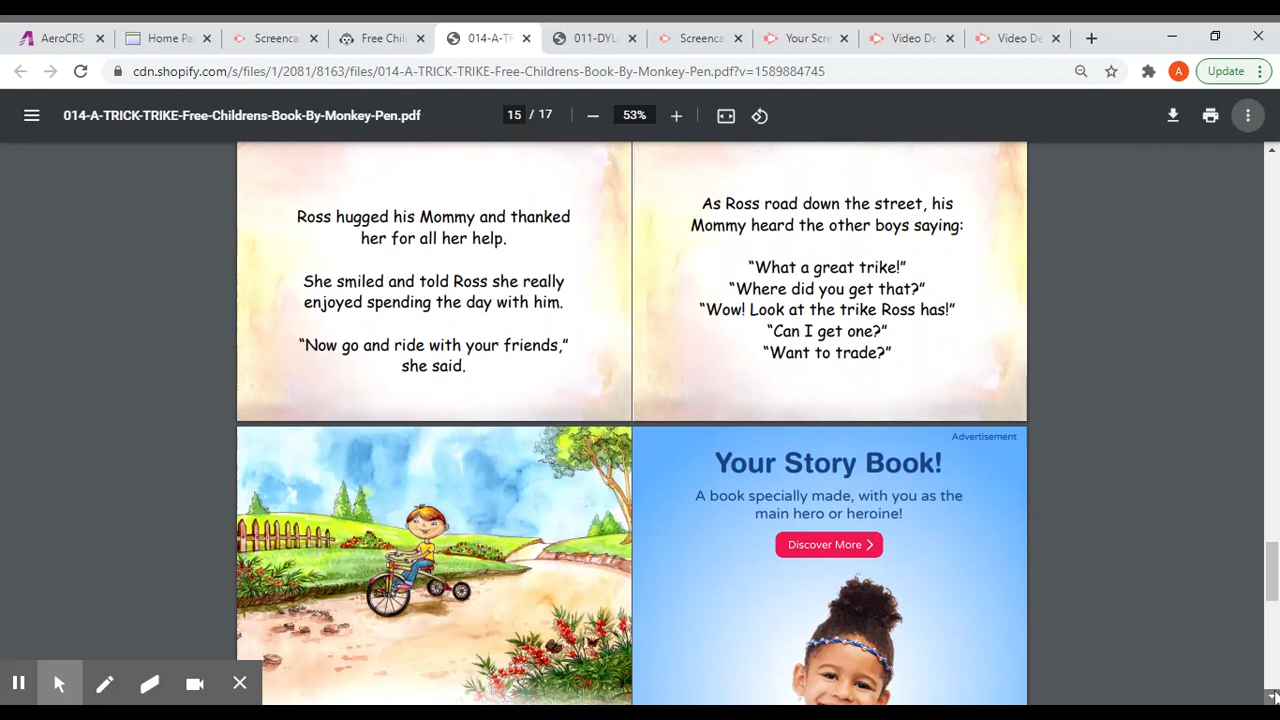 AeroCRS
Home Pa
Screenca
Free Chil
014-A-TR
011-DYL
Screenca
Your Scre
Video De
Video De
cdn.shopify.com/s/files/1/2081/8163/files/014-A-TRICK-TRIKE-Free-Childrens-Book-By-Monkey-Pen.pdf?v=1589884745
A
Update
014-A-TRICK-TRIKE-Free-Childrens-Book-By-Monkey-Pen.pdf
15 / 17
53%
Ross hugged his Mommy and thanked
her for all her help.
She smiled and told Ross she really
enjoyed spending the day with him.
“Now go and ride with your friends,”
she said.
As Ross road down the street, his
Mommy heard the other boys saying:
“What a great trike!”
“Where did you get that?”
“Wow! Look at the trike Ross has!”
“Can I get one?”
“Want to trade?”
Advertisement
Your Story Book!
A book specially made, with you as the
main hero or heroine!
Discover More